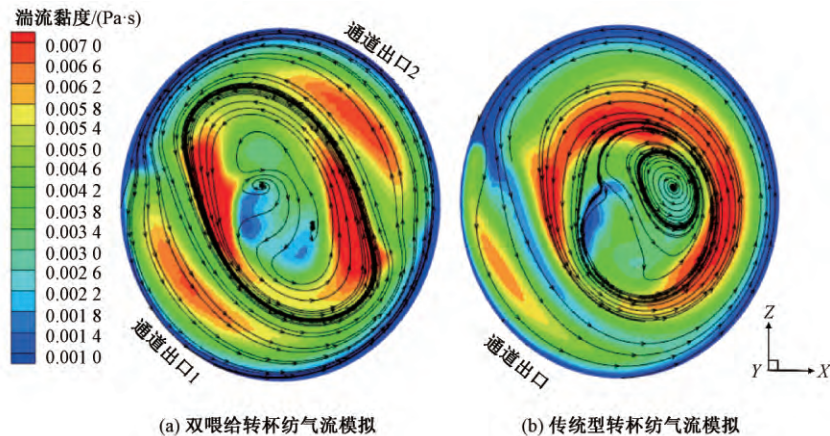 湍流黏度/(Pa·s)
0.007 0
0.006 6
0.006 2
0.005 8
0.005 4
0.005 0
0.004 6
0.004 2
0.003 8
0.003 4
0.003 0
0.002 6
0.002 2
0.001 8
0.001 4
0.001 0
通道出口2
通道出口1
通道出口
Z
Y
X
(a) 双喂给转杯纺气流模拟
(b) 传统型转杯纺气流模拟